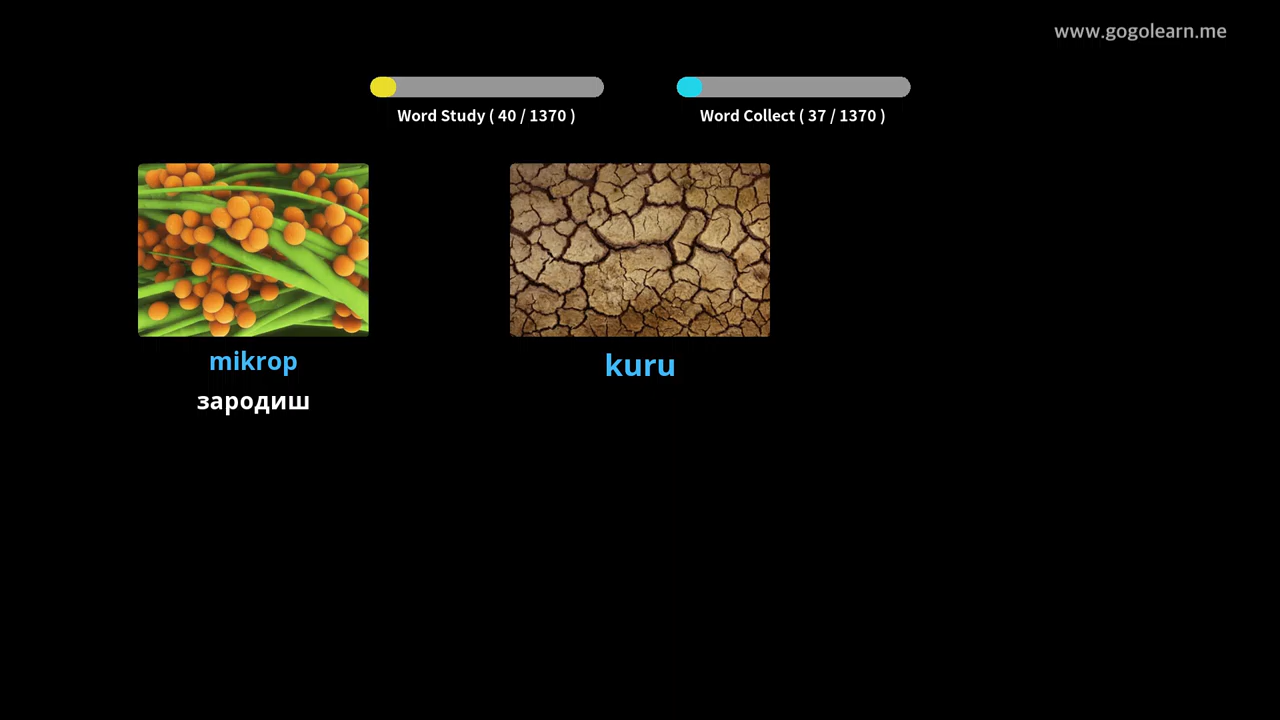 www.gogolearn.me
Word Study ( 40 / 1370 )
Word Collect ( 37 / 1370 )
mikrop
зародиш
kuru